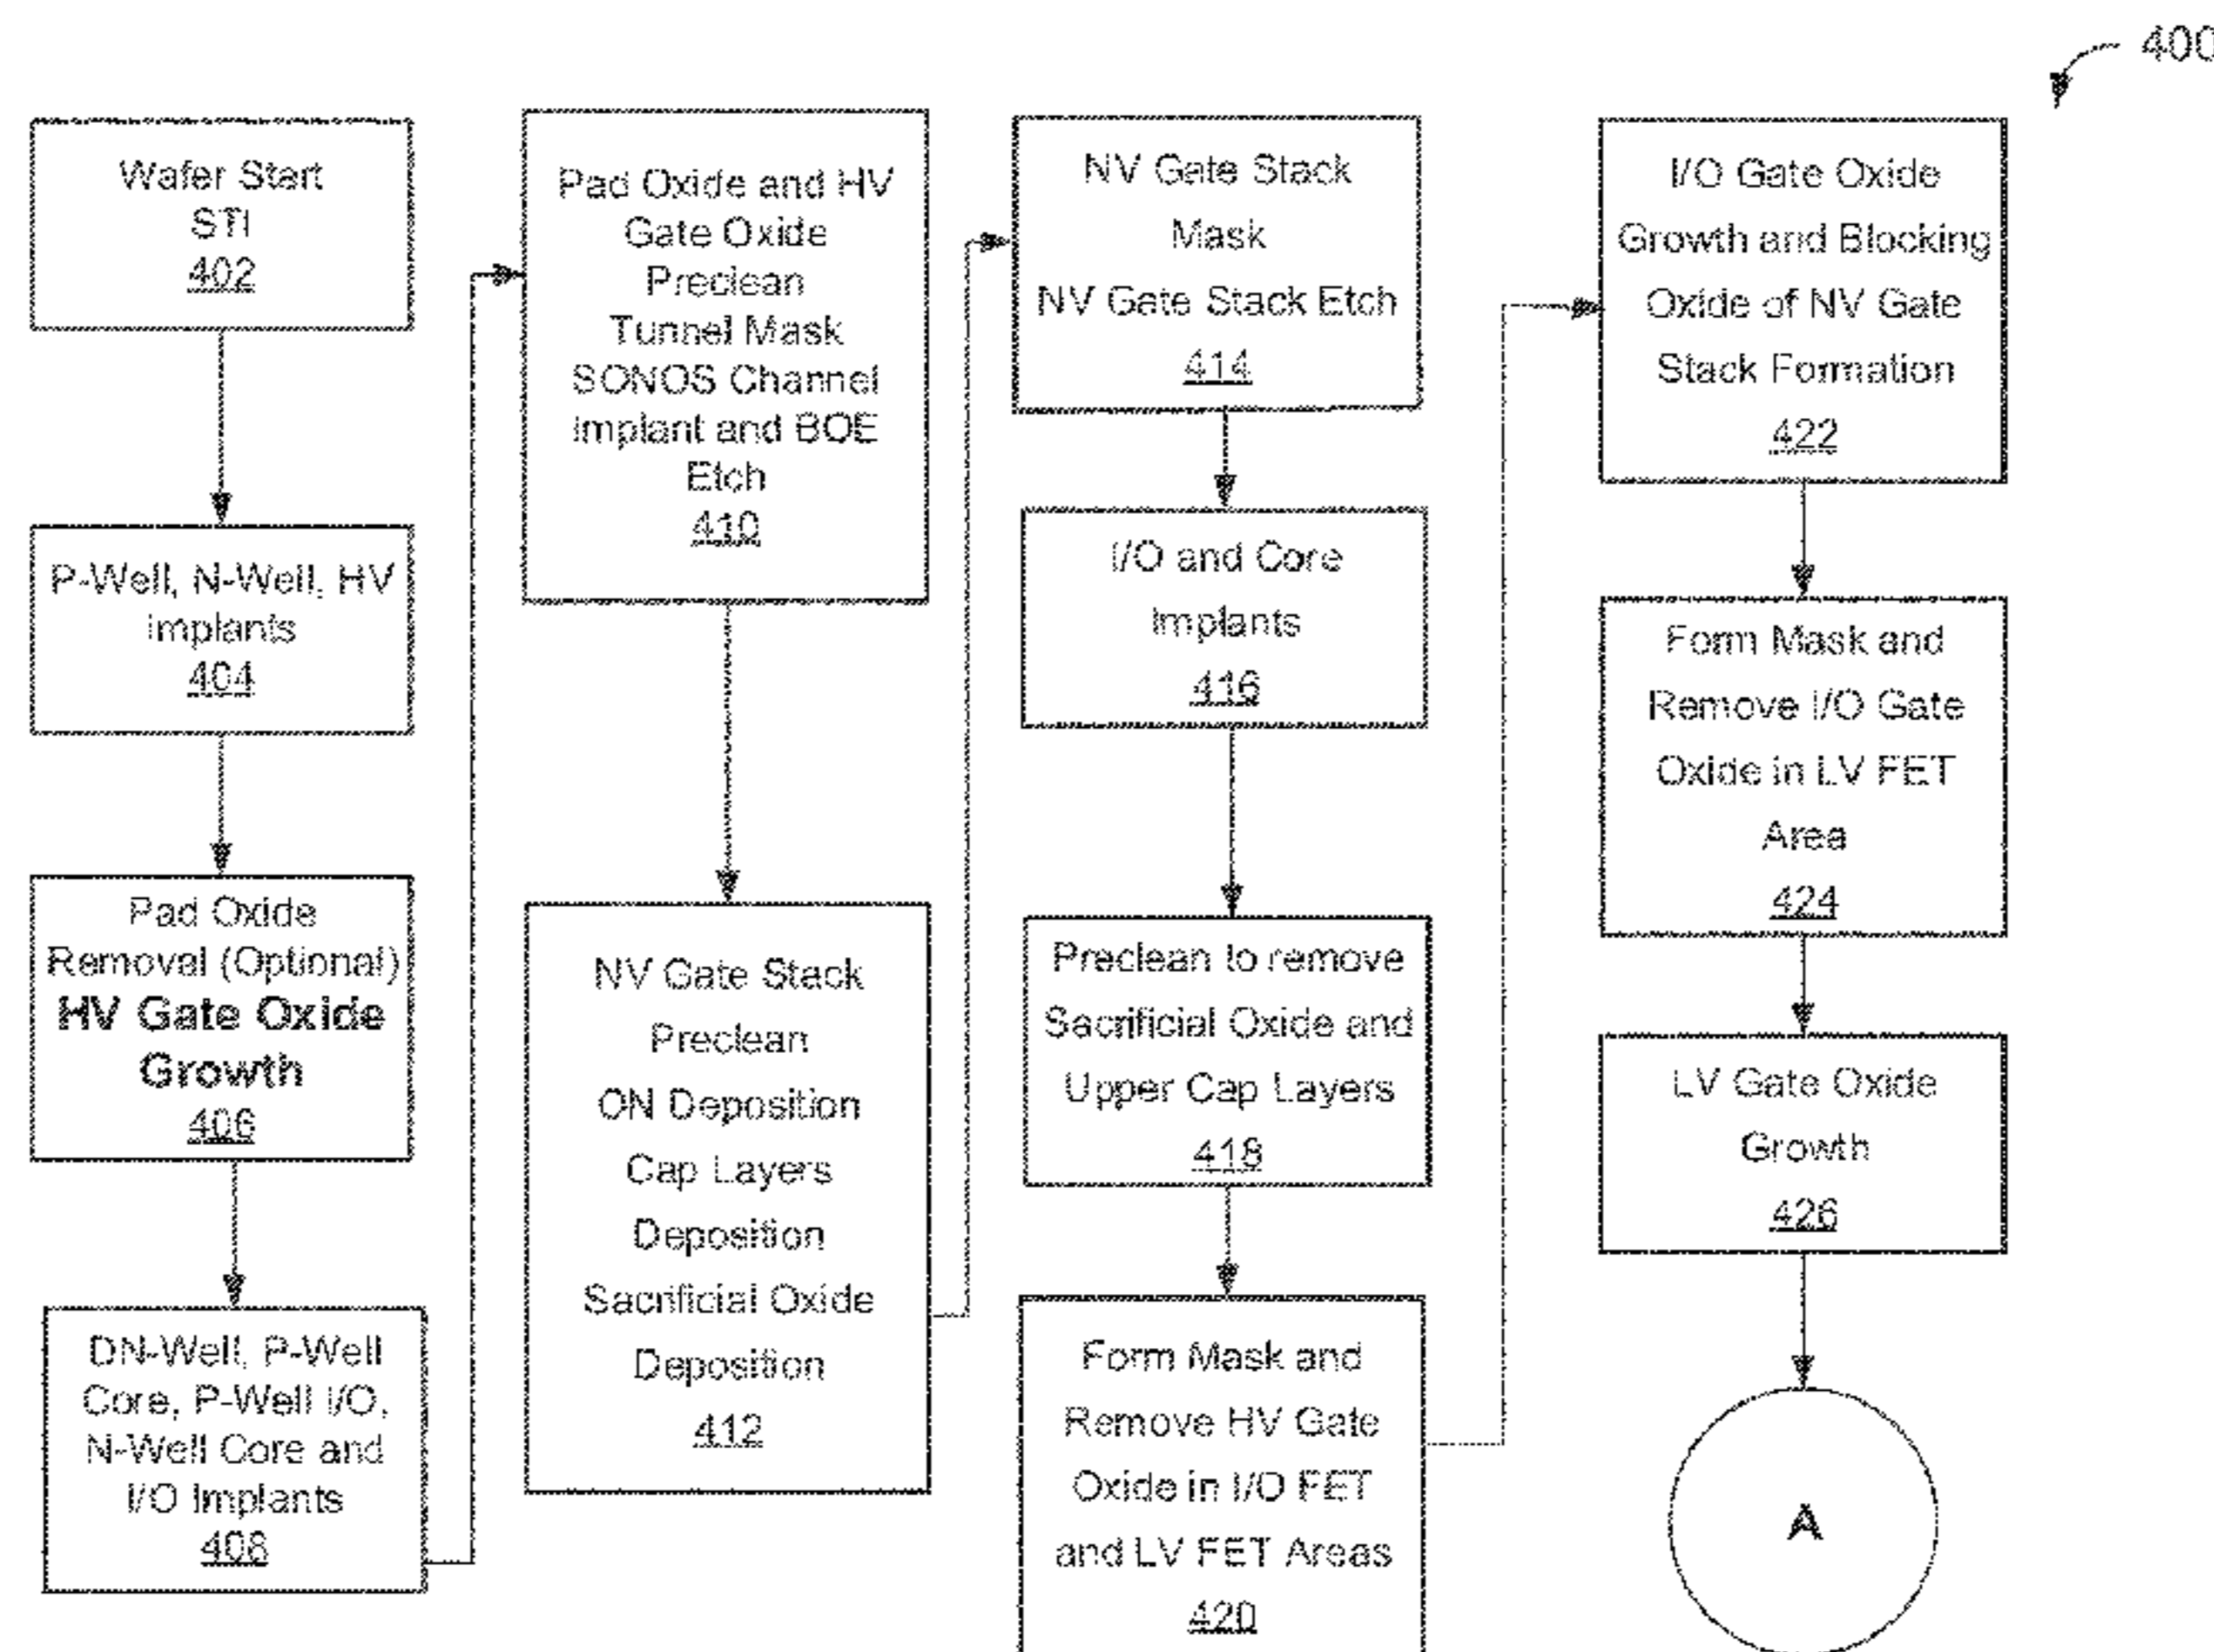 400
Wafer Start
STI
402
P-Well, N-Well, HV
Implants
404
Pad Oxide
Removal (Optional)
HV Gate Oxide
Growth
406
DN-Well, P-Well
Core, P-Well I/O,
N-Well Core and
I/O Implants
408
Pad Oxide and HV
Gate Oxide
Preclean
Tunnel Mask
SONOS Channel
Implant and BOE
Etch
410
NV Gate Stack
Preclean
ON Deposition
Cap Layers
Deposition
Sacrificial Oxide
Deposition
412
NV Gate Stack
Mask
NV Gate Stack Etch
414
I/O and Core
Implants
416
Preclean to remove
Sacrificial Oxide and
Upper Cap Layers
418
Form Mask and
Remove HV Gate
Oxide in I/O FET
and LV FET Areas
420
I/O Gate Oxide
Growth and Blocking
Oxide of NV Gate
Stack Formation
422
Form Mask and
Remove I/O Gate
Oxide in LV FET
Area
424
LV Gate Oxide
Growth
426
A